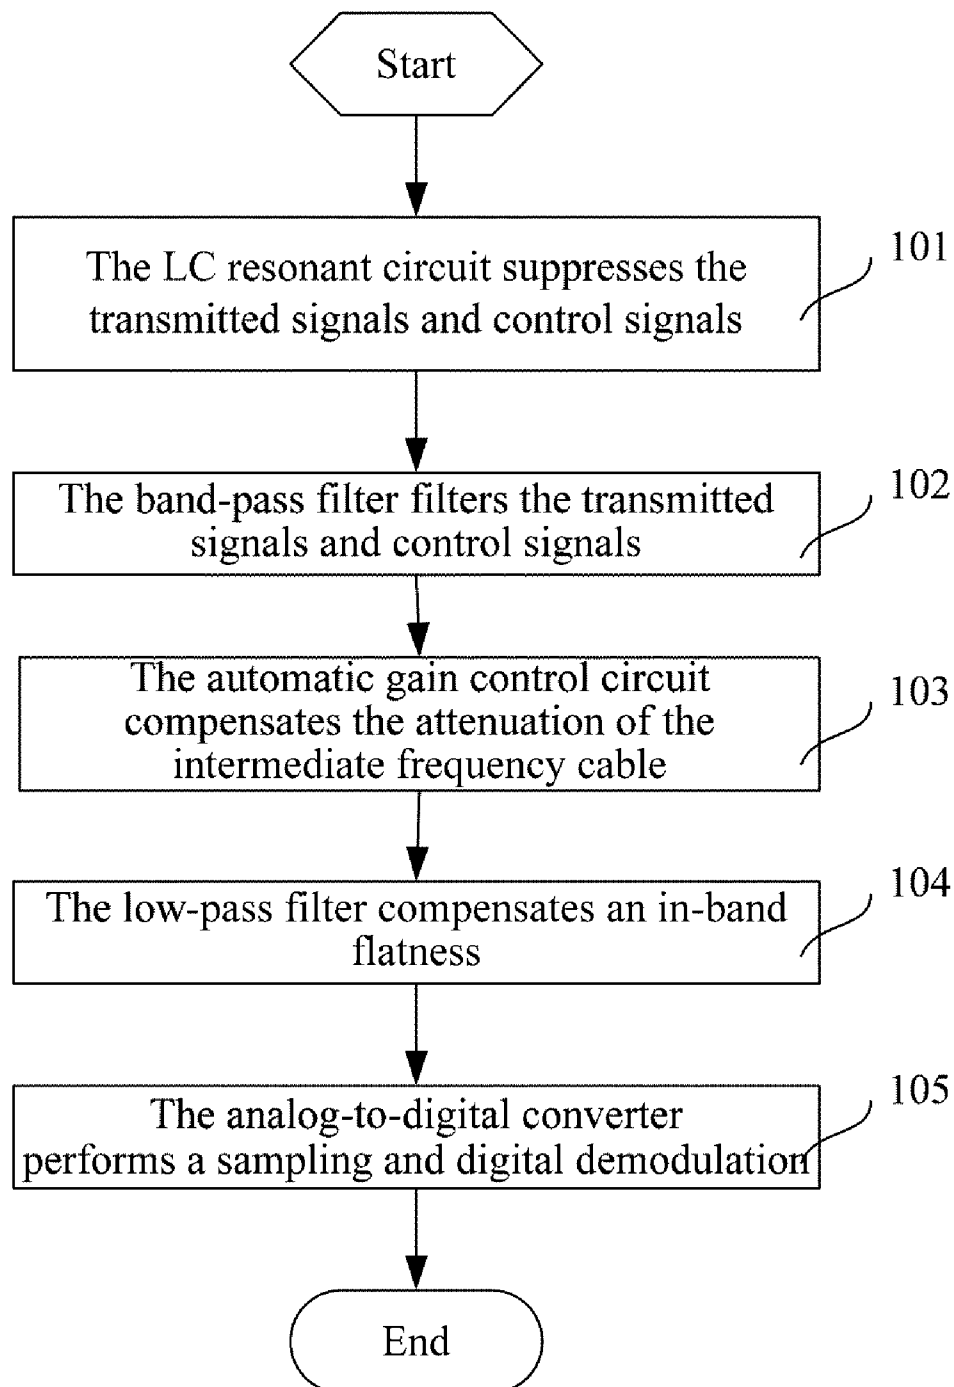 Start
The LC resonant circuit suppresses the
transmitted signals and control signals
101
The band-pass filter filters the transmitted
signals and control signals
102
The automatic gain control circuit
compensates the attenuation of the
intermediate frequency cable
103
The low-pass filter compensates an in-band
flatness
104
The analog-to-digital converter
performs a sampling and digital demodulation
105
End